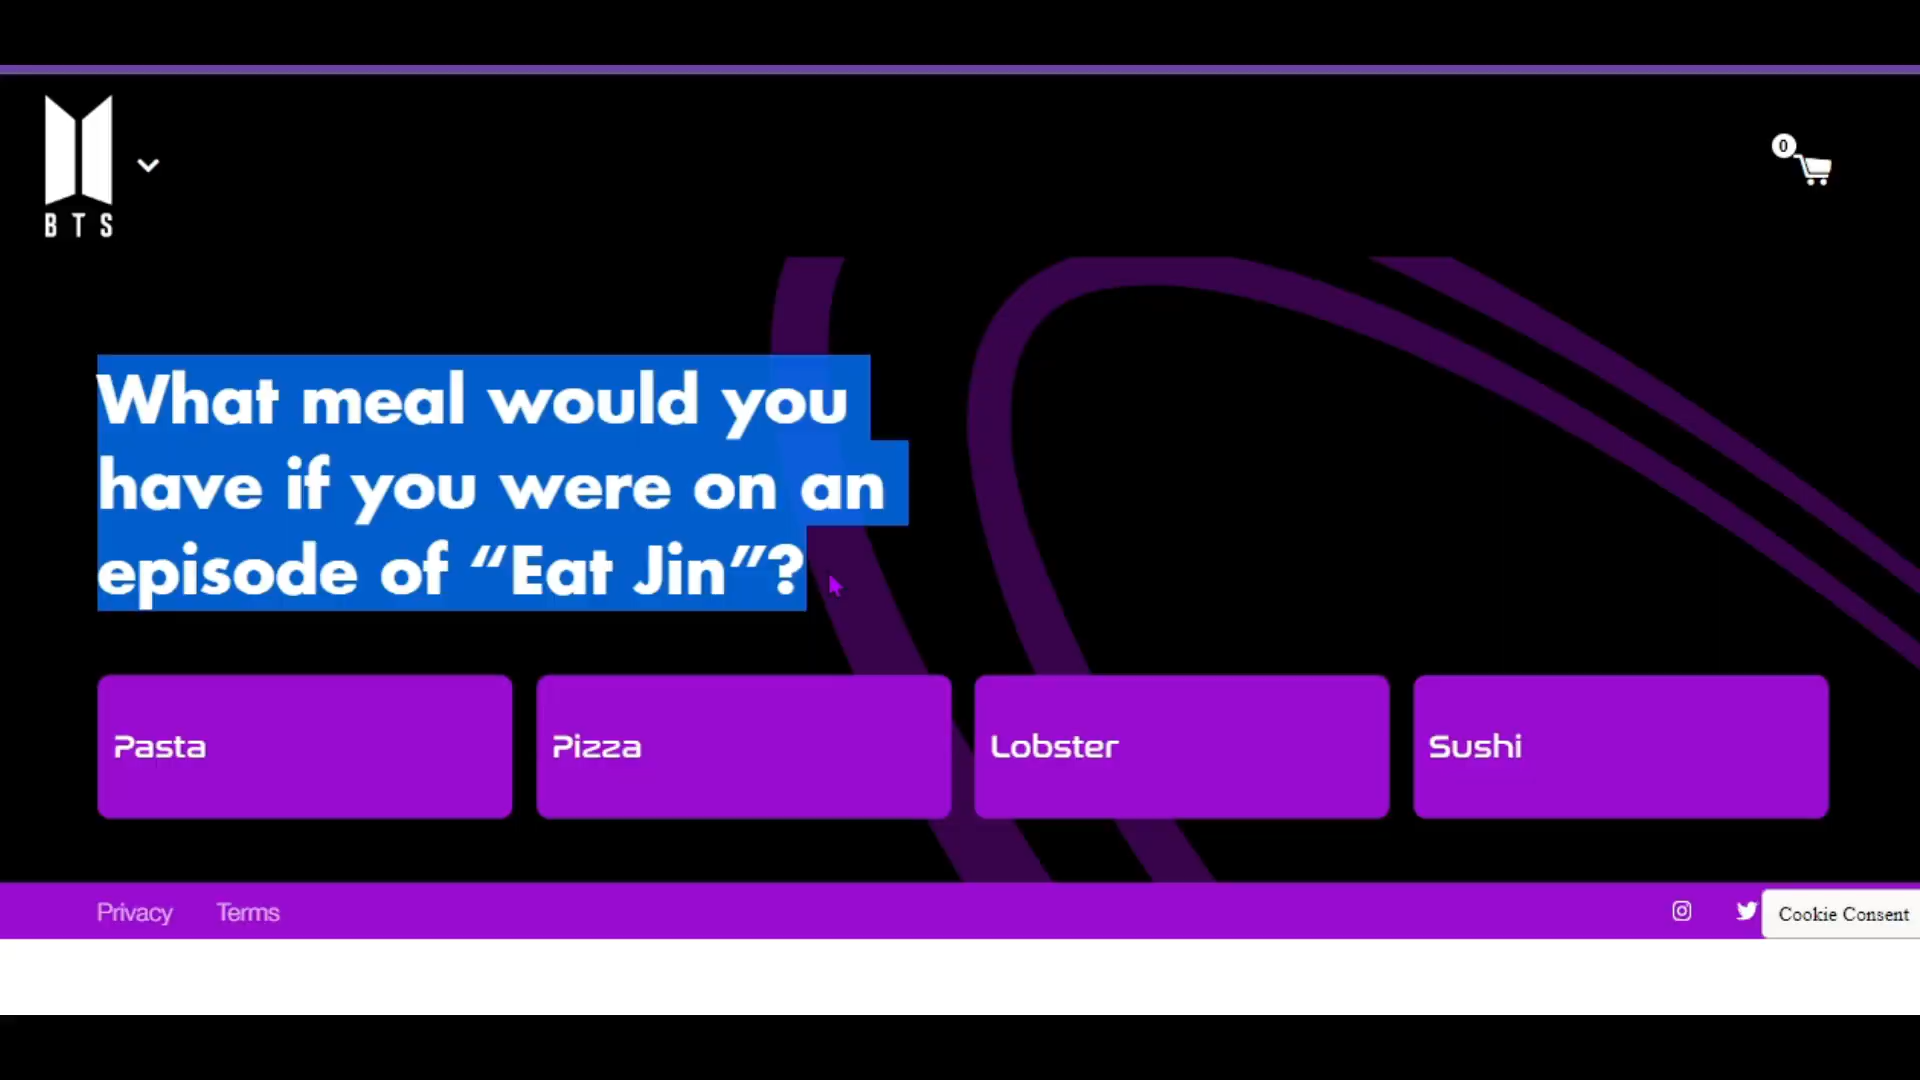 0
BTS
What meal would you
have if you were on an
episode of “Eat Jin”?
Pasta
Pizza
Lobster
Sushi
Privacy
Terms
Cookie Consent